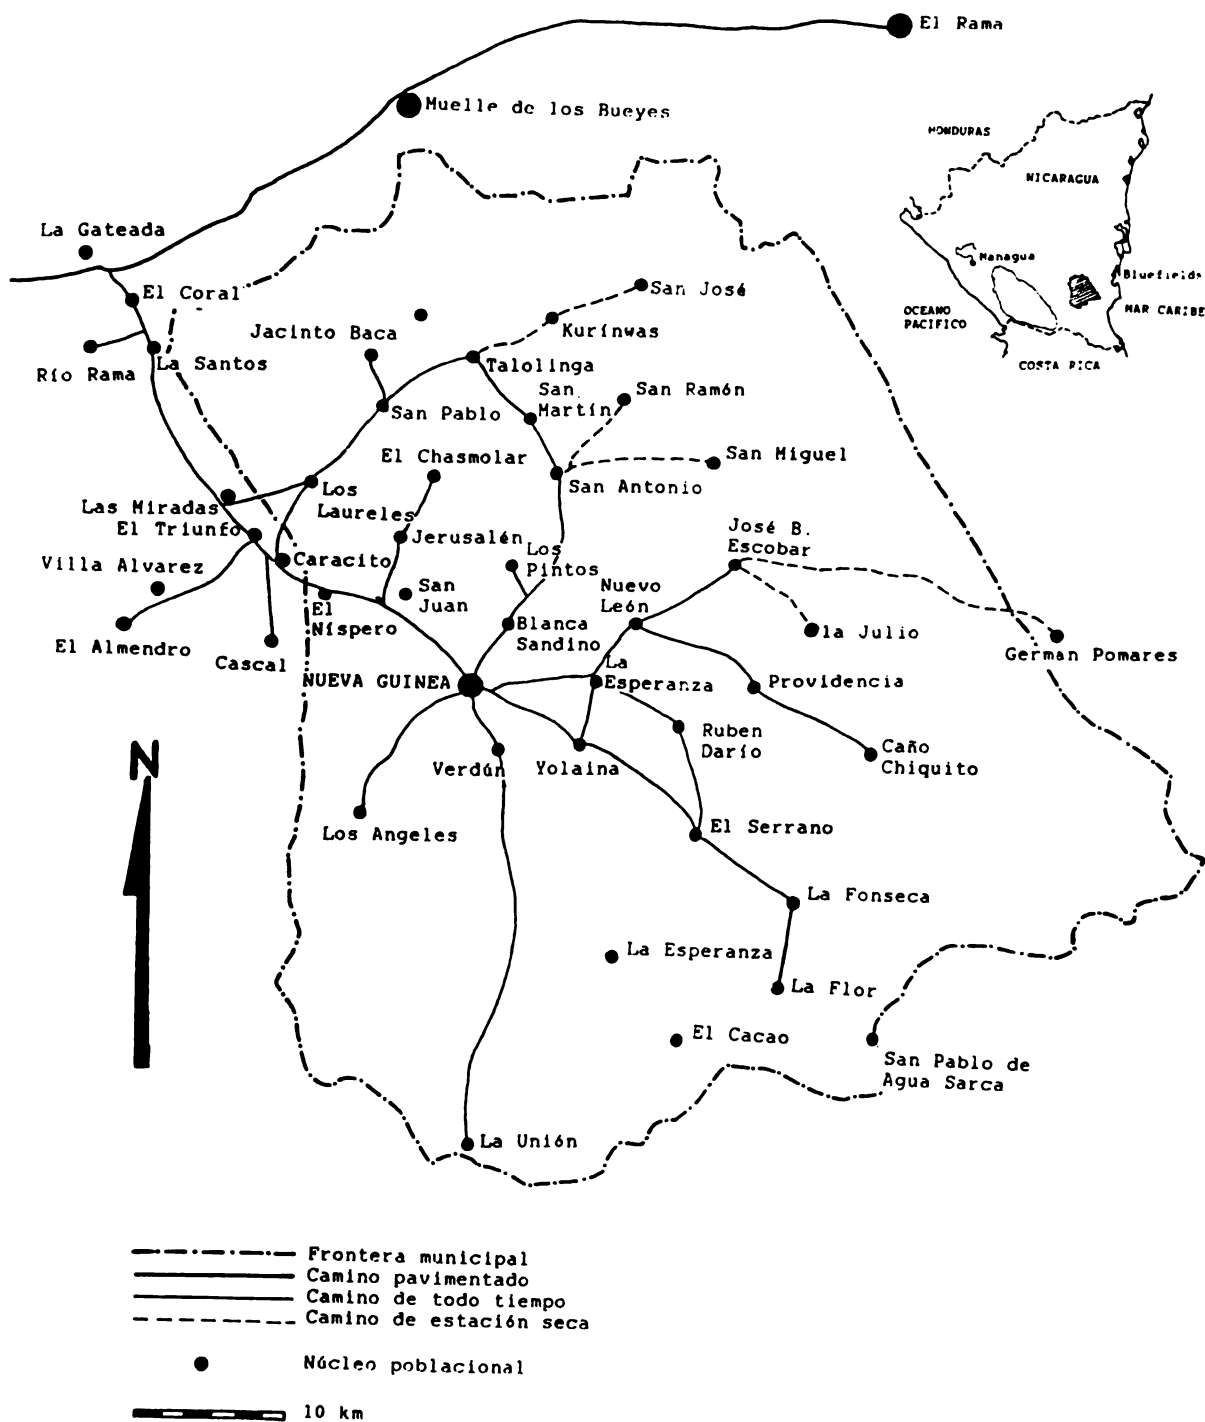 El Rama
Muelle de los Bueyes
HONDURAS
NICARAGUA
Managua
Bluefields
OCEANO
PACIFICO
MAR CARIBE
COSTA RICA
La Gateada
El Coral
San José
Jacinto Baca
Kurinwas
Río Rama
La Santos
Talolinga
San
Martín
San Ramón
San Pablo
El Chasmolar
San Miguel
San Antonio
Los
Laureles
Las Miradas
El Triunfo
José B.
Escobar
Jerusalén
Los
Pintos
Caracito
Villa Alvarez
San
Juan
Nuevo
León
El
Níspero
Blanca
Sandino
la Julio
El Almendro
German Pomares
Cascal
La
Esperanza
NUEVA GUINEA
Providencia
Ruben
Darío
Caño
Chiquito
N
Verdún
Yolaina
Los Angeles
El Serrano
La Fonseca
La Esperanza
La Flor
El Cacao
San Pablo de
Agua Sarca
La Unión
Frontera municipal
Camino pavimentado
Camino de todo tiempo
Camino de estación seca
Núcleo poblacional
10 km